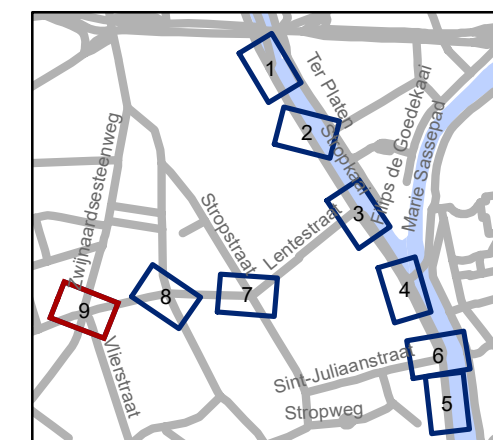 1
Ter Platen
2
Stropkaai
Filips de Goedekaai
Marie Sassepad
Zwijnaardsesteenweg
3
Stropstraat
Lentestraat
4
7
8
9
Vlierstraat
6
Sint-Juliaanstraat
5
Stropweg